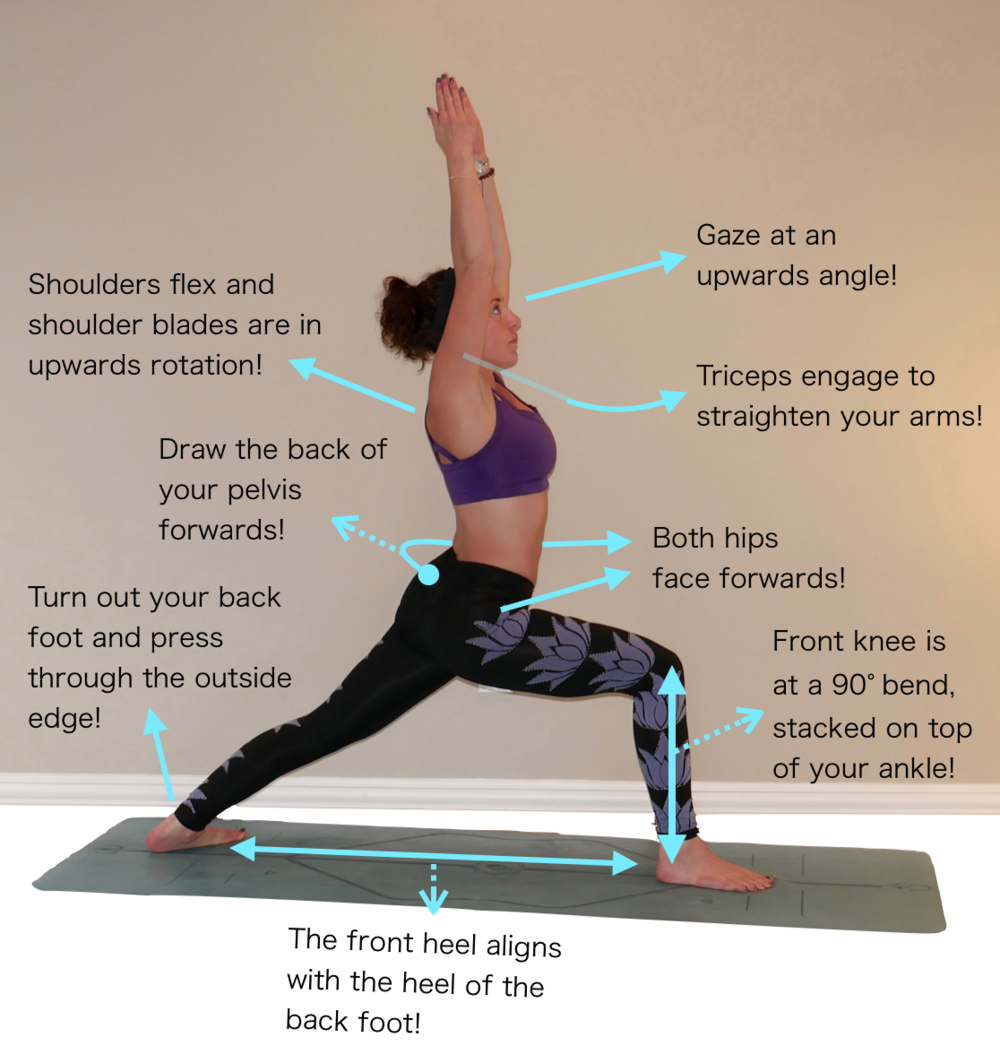 Gaze at an
upwards angle!
Shoulders flex and
shoulder blades are in
upwards rotation!
Triceps engage to
straighten your arms!
Draw the back of
your pelvis
forwards!
Both hips
face forwards!
Turn out your back
foot and press
through the outside
edge!
Front knee is
at a 90° bend,
stacked on top
of your ankle!
The front heel aligns
with the heel of the
back foot!